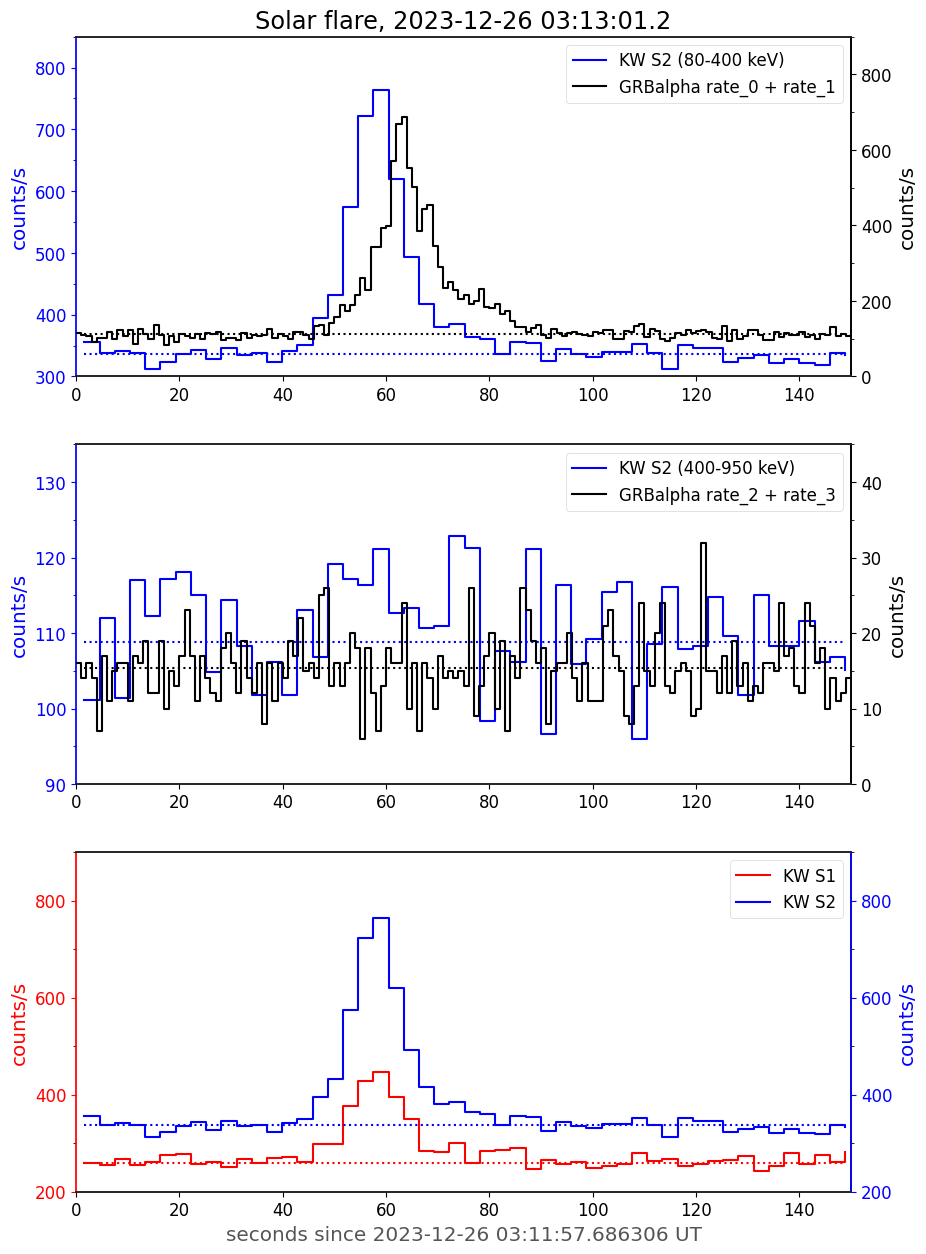 Solar flare, 2023-12-26 03:13:01.2
KW S2 (80-400 keV)
GRBalpha rate_0 + rate_1
800
700
600
500
400
300
counts/s
800
600
400
200
0
counts/s
0 20 40 60 80 100 120 140
KW S2 (400-950 keV)
GRBalpha rate_2 + rate_3
130
120
110
100
90
counts/s
40
30
20
10
0
counts/s
0 20 40 60 80 100 120 140
KW S1
KW S2
800
600
400
200
counts/s
800
600
400
200
counts/s
0 20 40 60 80 100 120 140
seconds since 2023-12-26 03:11:57.686306 UT